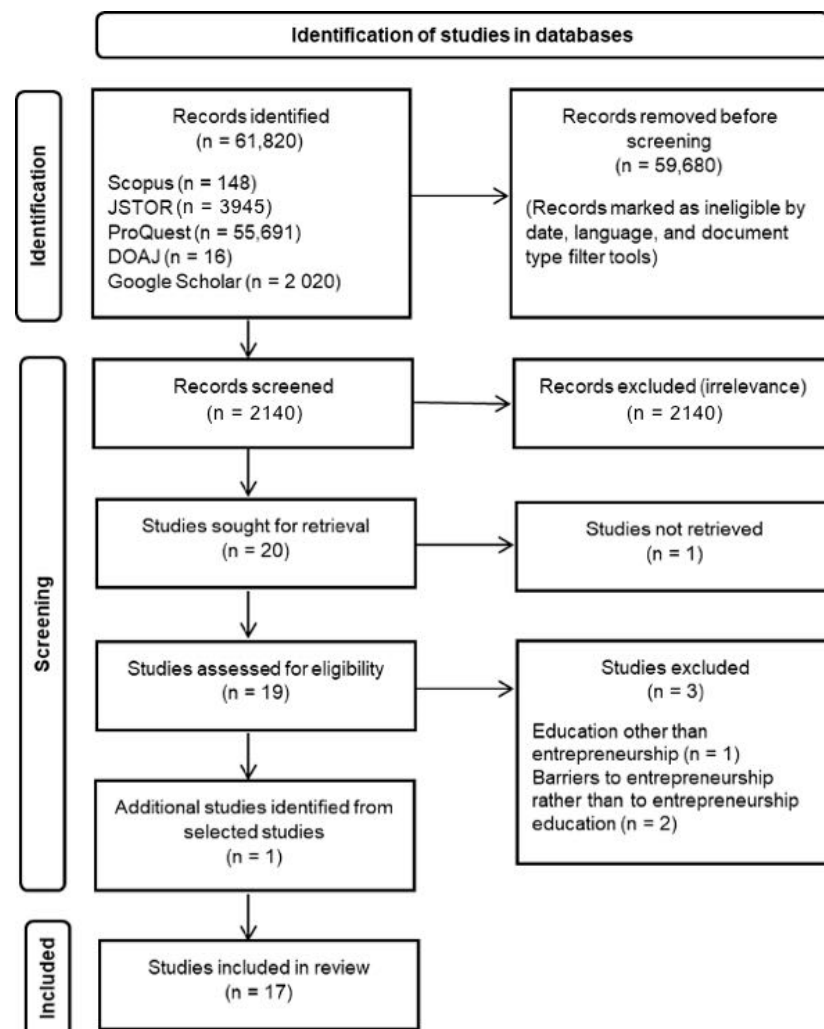 Identification of studies in databases
Identification
Records identified
(n = 61,820)
Scopus (n = 148)
JSTOR (n = 3945)
ProQuest (n = 55,691)
DOAJ (n = 16)
Google Scholar (n = 2 020)
Records removed before
screening
(n = 59,680)
(Records marked as ineligible by
date, language, and document
type filter tools)
Screening
Records screened
(n = 2140)
Records excluded (irrelevance)
(n = 2140)
Studies sought for retrieval
(n = 20)
Studies not retrieved
(n = 1)
Studies assessed for eligibility
(n = 19)
Studies excluded
(n = 3)
Education other than
entrepreneurship (n = 1)
Barriers to entrepreneurship
rather than to entrepreneurship
education (n = 2)
Additional studies identified from
selected studies
(n = 1)
Included
Studies included in review
(n = 17)